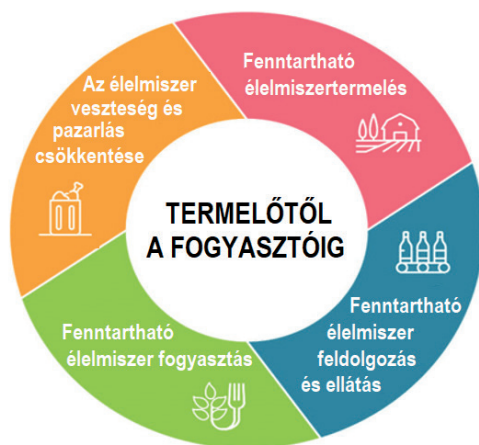 Az élelmiszer
veszteség és
pazarlás
csökkentése
Fenntartható
élelmiszertermelés
TERMELŐTŐL
A FOGYASZTÓIG
Fenntartható
élelmiszer fogyasztás
Fenntartható
élelmiszer
feldolgozás
és ellátás